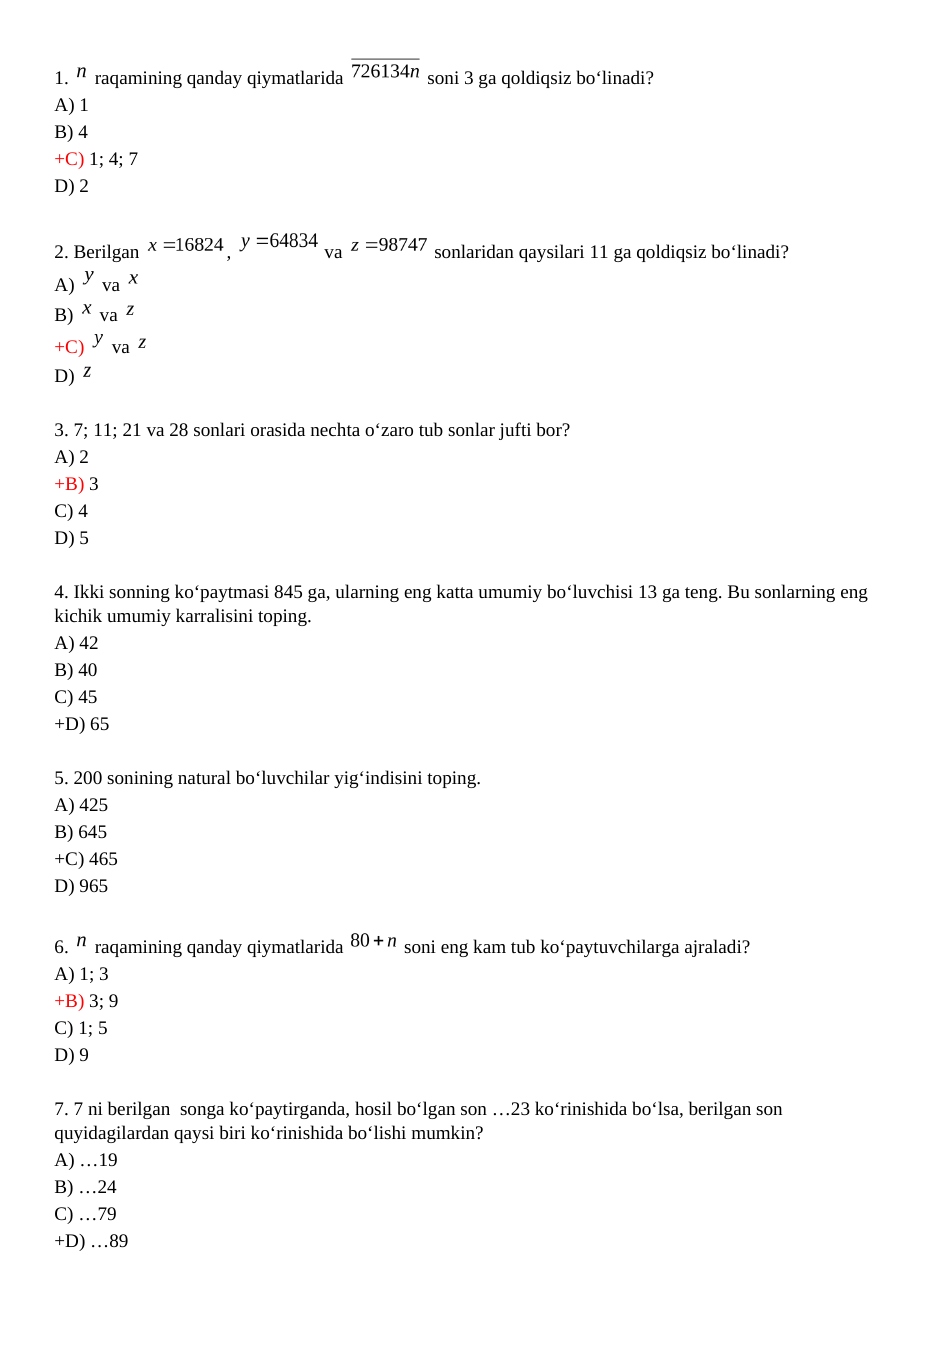 1. n raqamining qanday qiymatlarida 726134n soni 3 ga qoldiqsiz bo‘linadi?
A) 1
B) 4
+C) 1; 4; 7
D) 2
2. Berilgan x =16824 , y =64834 va z =98747 sonlaridan qaysilari 11 ga qoldiqsiz bo‘linadi?
A) y va x
B) x va z
+C) y va z
D) z
3. 7; 11; 21 va 28 sonlari orasida nechta o‘zaro tub sonlar jufti bor?
A) 2
+B) 3
C) 4
D) 5
4. Ikki sonning ko‘paytmasi 845 ga, ularning eng katta umumiy bo‘luvchisi 13 ga teng. Bu sonlarning eng
kichik umumiy karralisini toping.
A) 42
B) 40
C) 45
+D) 65
5. 200 sonining natural bo‘luvchilar yig‘indisini toping.
A) 425
B) 645
+C) 465
D) 965
6. n raqamining qanday qiymatlarida 80 + n soni eng kam tub ko‘paytuvchilarga ajraladi?
A) 1; 3
+B) 3; 9
C) 1; 5
D) 9
7. 7 ni berilgan songa ko‘paytirganda, hosil bo‘lgan son …23 ko‘rinishida bo‘lsa, berilgan son
quyidagilardan qaysi biri ko‘rinishida bo‘lishi mumkin?
A) …19
B) …24
C) …79
+D) …89